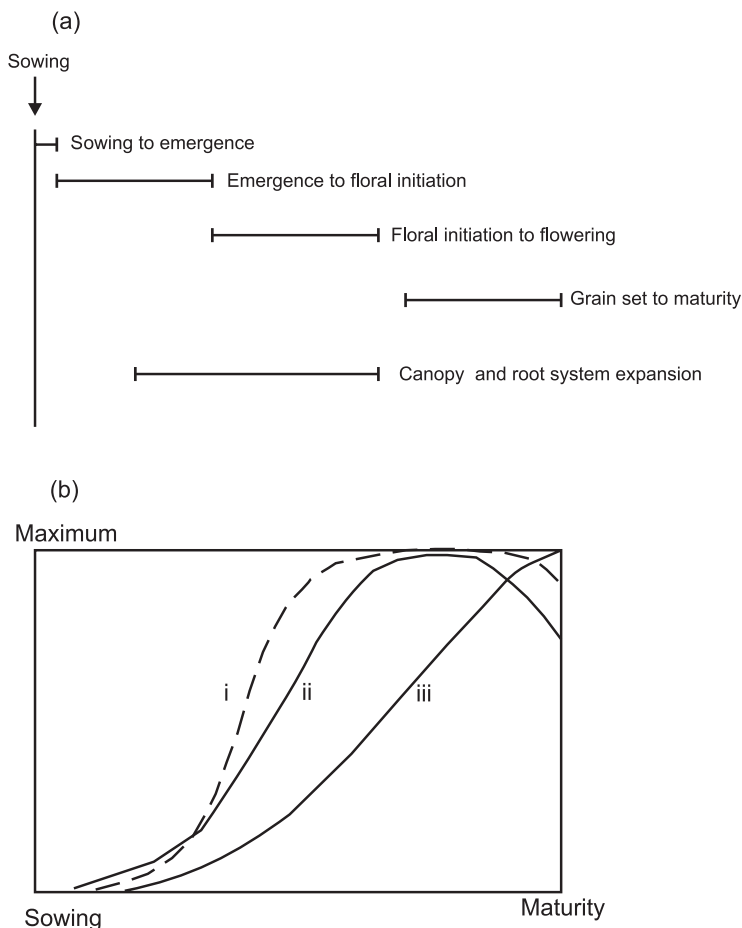 (a)
Sowing
Sowing to emergence
Emergence to floral initiation
Floral initiation to flowering
Grain set to maturity
Canopy and root system expansion
(b)
Maximum
i
ii
iii
Sowing
Maturity